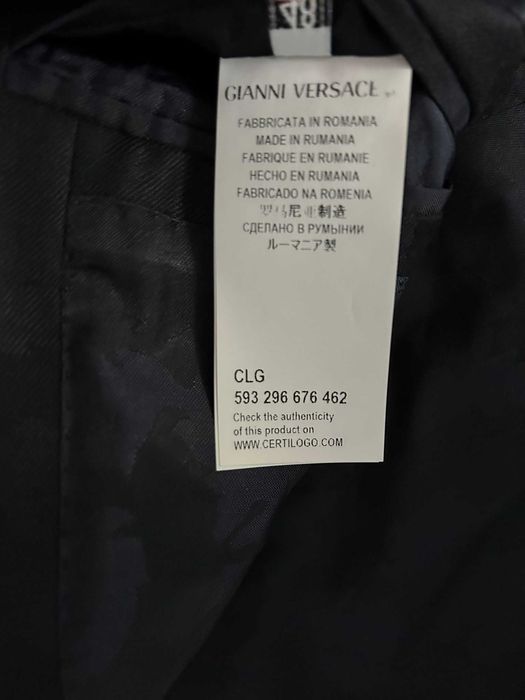 48
GIANNI VERSACE
FABBRICATA IN ROMANIA
MADE IN RUMANIA
FABRIQUE EN RUMANIE
HECHO EN RUMANIA
FABRICADO NA ROMENIA
罗马尼亚制造
СДЕЛАНО В РУМЫНИИ
ルーマニア製
CLG
593 296 676 462
Check the authenticity
of this product on
WWW.CERTILOGO.COM